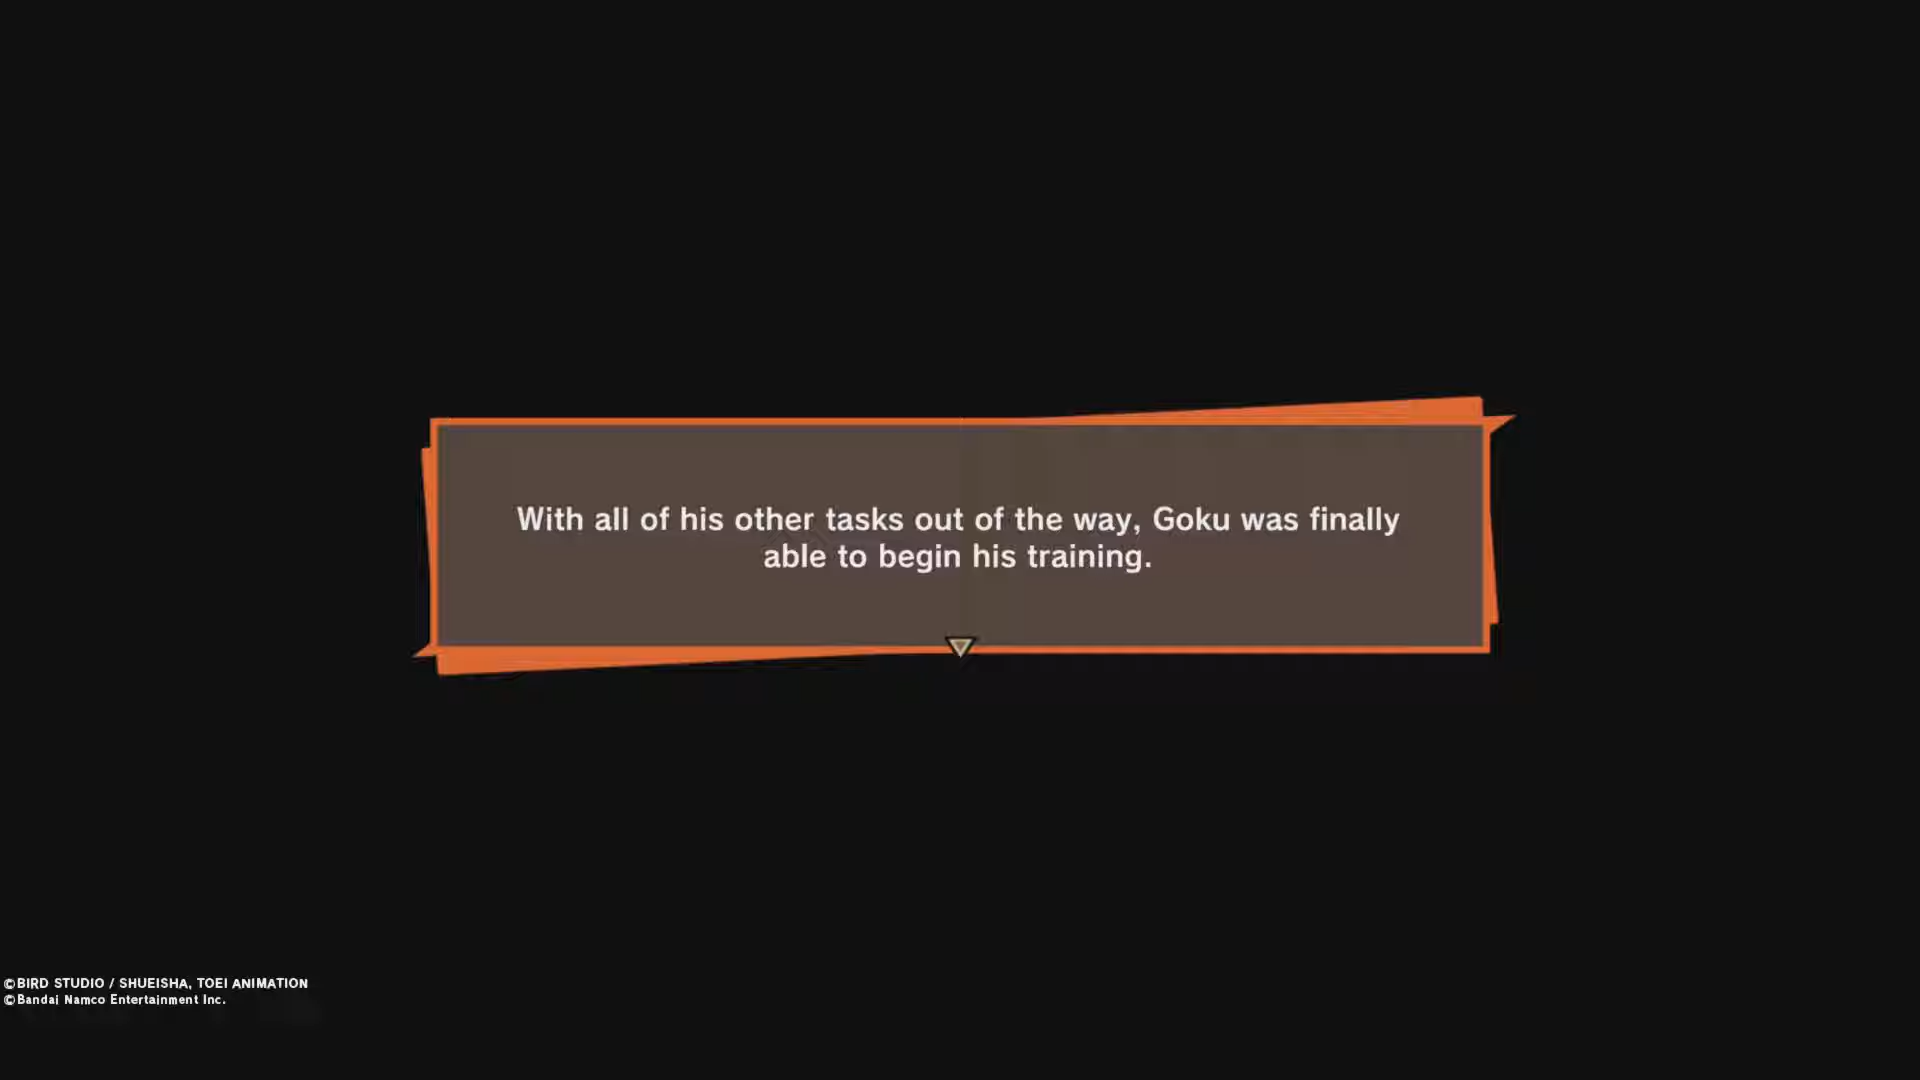 With all of his other tasks out of the way, Goku was finally
able to begin his training.
©BIRD STUDIO / SHUEISHA, TOEI ANIMATION
©Bandai Namco Entertainment Inc.